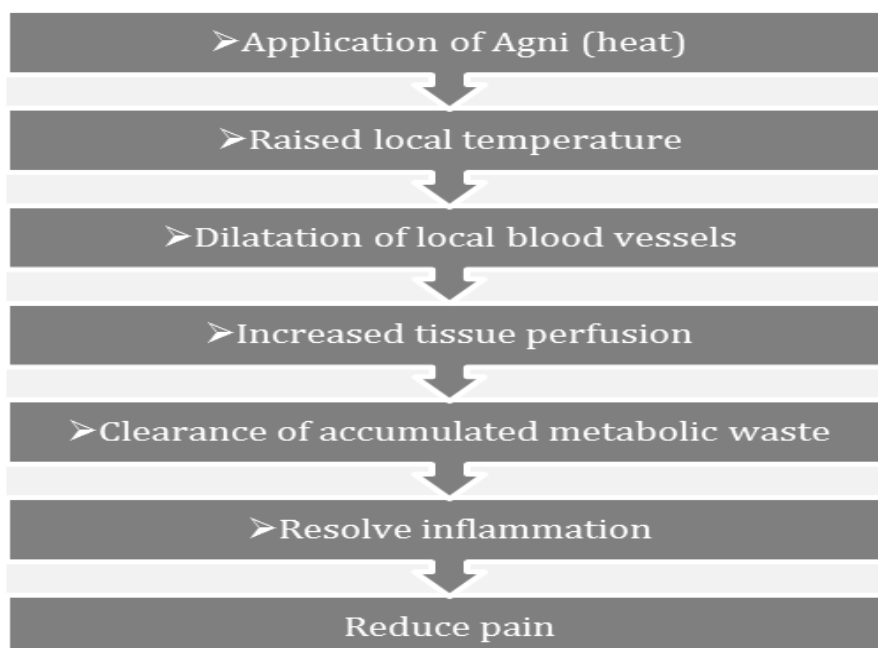 ➢Application of Agni (heat)
➢Raised local temperature
➢Dilatation of local blood vessels
➢Increased tissue perfusion
➢Clearance of accumulated metabolic waste
➢Resolve inflammation
Reduce pain